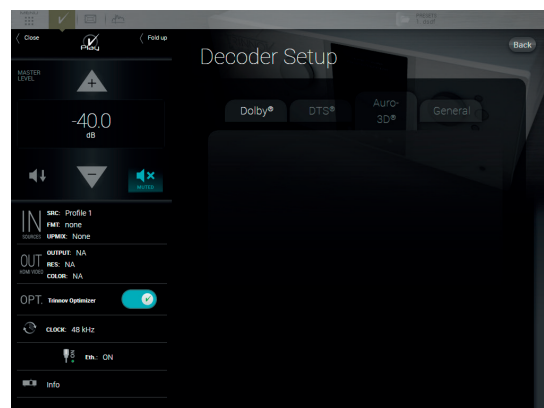 Presets
Close
Play
Fold up
Decoder Setup
Back
MASTER
LEVEL
-40.0
dB
MUTED
Dolby®
DTS®
Auro-
3D®
General
IN
SOURCES
SRC: Profile 1
FMT: none
UPMIX: None
OUT
HDMI VIDEO
OUTPUT: NA
RES: NA
COLOR: NA
OPT.
Trinnov Optimizer
CLOCK: 48 kHz
Eth.: ON
Info